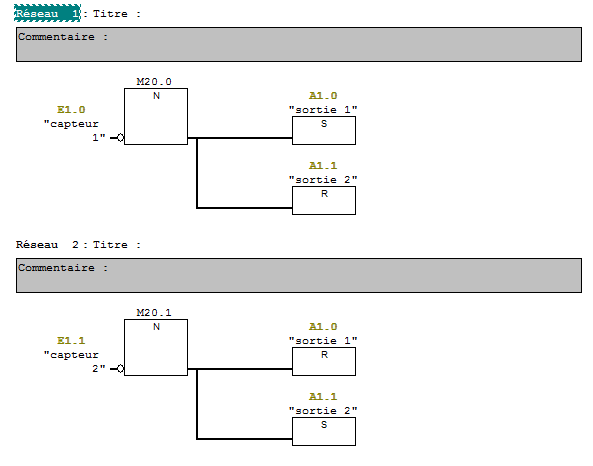 Réseau 1 : Titre :
Commentaire :
M20.0
N
E1.0
"capteur
1"
A1.0
"sortie 1"
S
A1.1
"sortie 2"
R
Réseau 2 : Titre :
Commentaire :
M20.1
N
E1.1
"capteur
2"
A1.0
"sortie 1"
R
A1.1
"sortie 2"
S